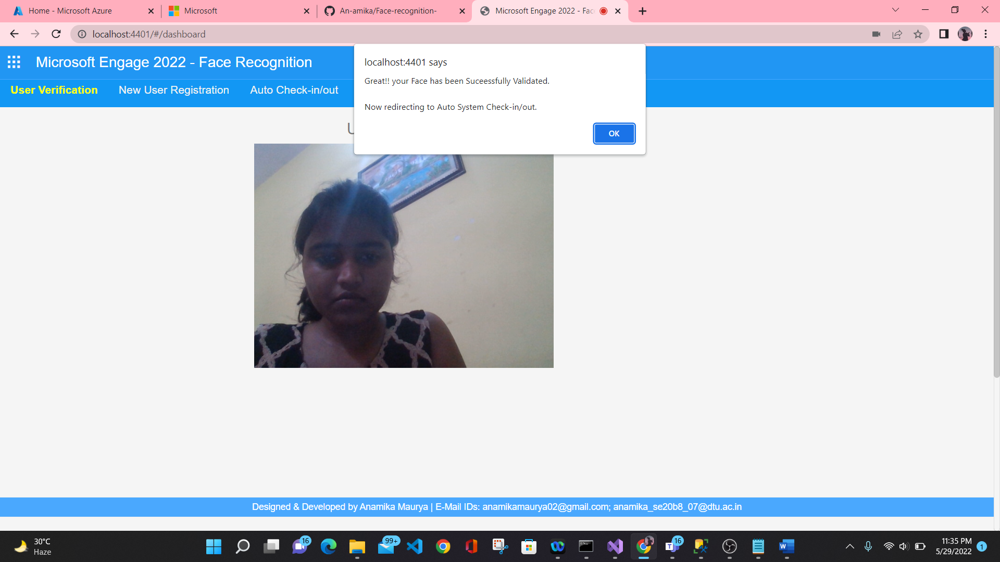 Home - Microsoft Azure
Microsoft
An-amika/Face-recognition-
Microsoft Engage 2022 - Fac
localhost:4401/#/dashboard
Microsoft Engage 2022 - Face Recognition
User Verification
New User Registration
Auto Check-in/out
localhost:4401 says
Great!! your Face has been Suceessfully Validated.
Now redirecting to Auto System Check-in/out.
OK
U
Designed & Developed by Anamika Maurya | E-Mail IDs: anamikamaurya02@gmail.com; anamika_se20b8_07@dtu.ac.in
30°C
Haze
16
99+
16
11:35 PM
5/29/2022
1